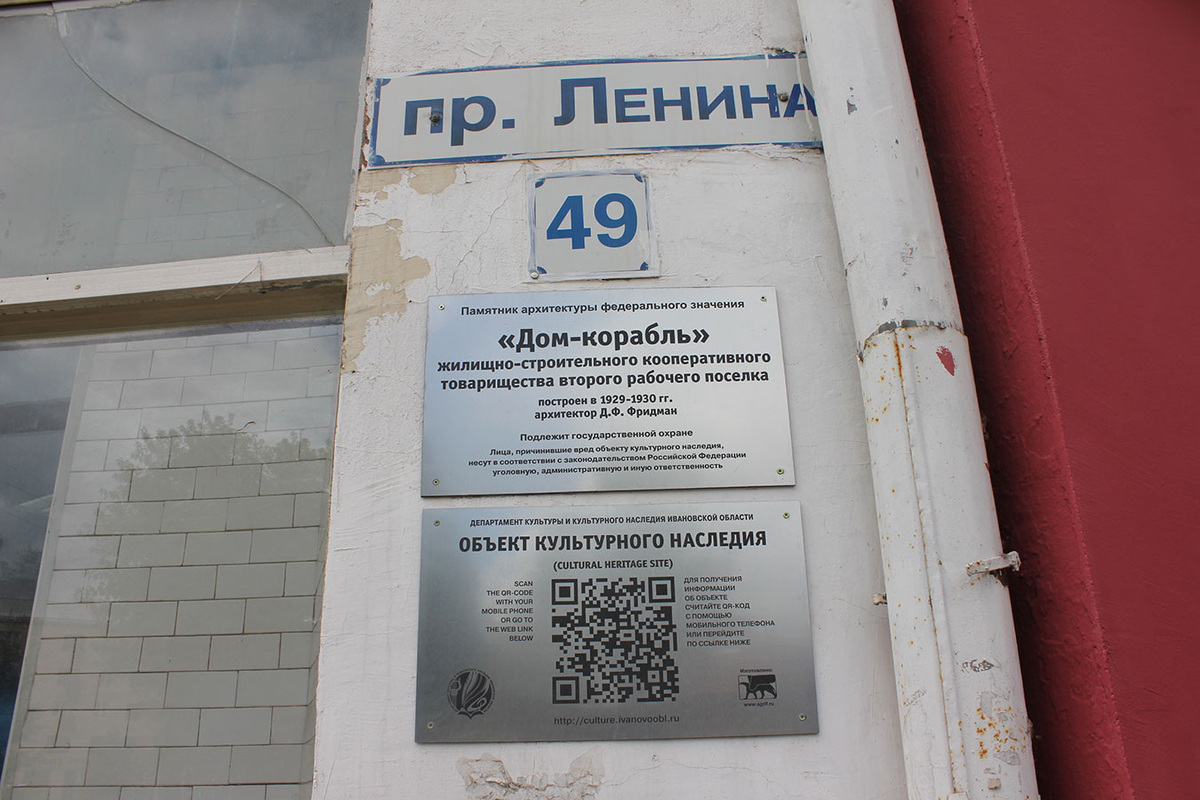 пр. Ленина
49
Памятник архитектуры федерального значения
«Дом-корабль»
жилищно-строительного кооперативного
товарищества второго рабочего поселка
построен в 1929-1930 гг.
архитектор Д.Ф. Фридман
Подлежит государственной охране
Лица, причинившие вред объекту культурного наследия,
несут в соответствии с законодательством Российской Федерации
уголовную, административную и иную ответственность
ДЕПАРТАМЕНТ КУЛЬТУРЫ И КУЛЬТУРНОГО НАСЛЕДИЯ ИВАНОВСКОЙ ОБЛАСТИ
ОБЪЕКТ КУЛЬТУРНОГО НАСЛЕДИЯ
(CULTURAL HERITAGE SITE)
SCAN
THE QR-CODE
WITH YOUR
MOBILE PHONE
OR GO TO
THE WEB LINK
BELOW
ДЛЯ ПОЛУЧЕНИЯ
ИНФОРМАЦИИ
ОБ ОБЪЕКТЕ
СЧИТАЙТЕ QR-КОД
С ПОМОЩЬЮ
МОБИЛЬНОГО ТЕЛЕФОНА
ИЛИ ПЕРЕЙДИТЕ
ПО ССЫЛКЕ НИЖЕ
Изготовлено:
www.sgriff.ru
http://culture.ivanovoobl.ru